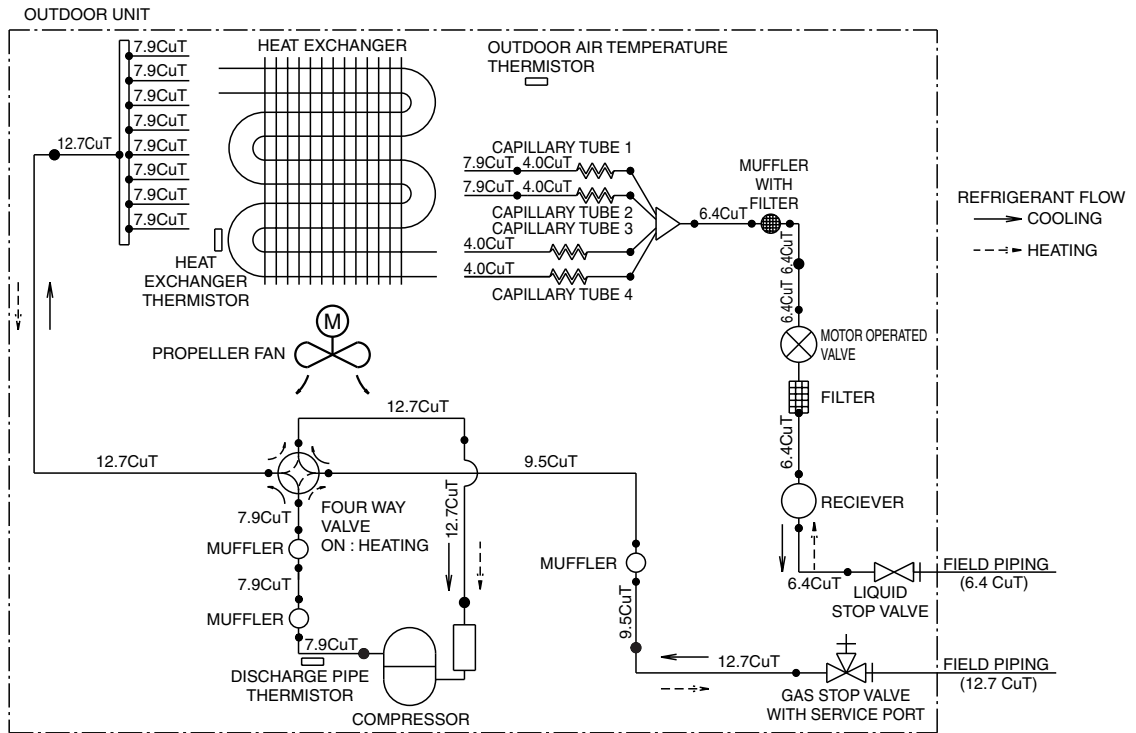 OUTDOOR UNIT
7.9CuT
7.9CuT
7.9CuT
7.9CuT
7.9CuT
7.9CuT
7.9CuT
7.9CuT
12.7CuT
HEAT EXCHANGER
OUTDOOR AIR TEMPERATURE
THERMISTOR
HEAT
EXCHANGER
THERMISTOR
CAPILLARY TUBE 1
7.9CuT 4.0CuT
7.9CuT 4.0CuT
CAPILLARY TUBE 2
CAPILLARY TUBE 3
4.0CuT
4.0CuT
CAPILLARY TUBE 4
6.4CuT
MUFFLER
WITH
FILTER
6.4CuT
6.4CuT
MOTOR OPERATED
VALVE
FILTER
6.4CuT
RECIEVER
6.4CuT
LIQUID
STOP VALVE
FIELD PIPING
(6.4 CuT)
REFRIGERANT FLOW
COOLING
HEATING
M
PROPELLER FAN
12.7CuT
12.7CuT
9.5CuT
12.7CuT
7.9CuT
FOUR WAY
VALVE
ON : HEATING
MUFFLER
7.9CuT
MUFFLER
7.9CuT
DISCHARGE PIPE
THERMISTOR
COMPRESSOR
MUFFLER
9.5CuT
12.7CuT
GAS STOP VALVE
WITH SERVICE PORT
FIELD PIPING
(12.7 CuT)